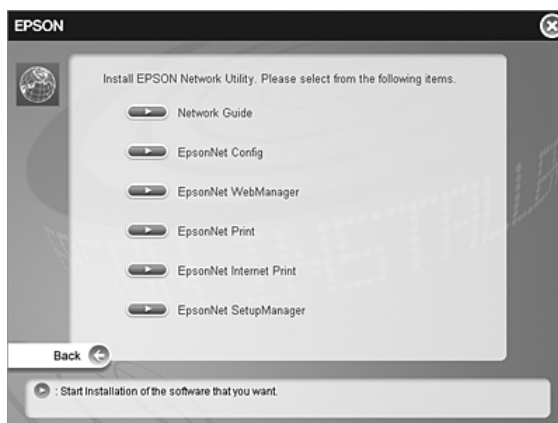 EPSON
Install EPSON Network Utility. Please select from the following items.
Network Guide
EpsonNet Config
EpsonNet WebManager
EpsonNet Print
EpsonNet Internet Print
EpsonNet SetupManager
Back
: Start Installation of the software that you want.